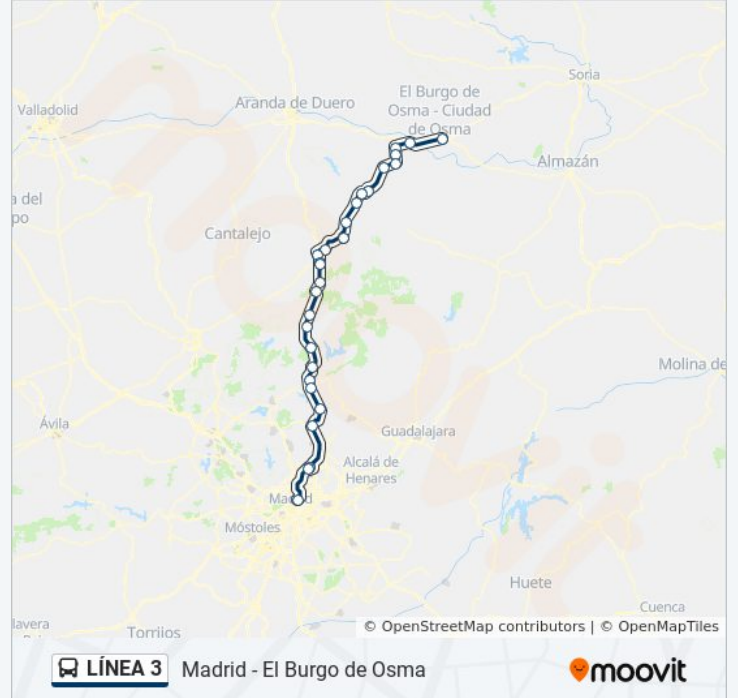 Soria
El Burgo de
Osma - Ciudad
de Osma
Aranda de Duero
Valladolid
Almazán
a del
po
Cantalejo
Molina de
Ávila
Guadalajara
Alcalá de
Henares
Madrid
Móstoles
Huete
Cuenca
lavera
Torrijos
© OpenStreetMap contributors | © OpenMapTiles
LÍNEA 3 Madrid - El Burgo de Osma
moovit